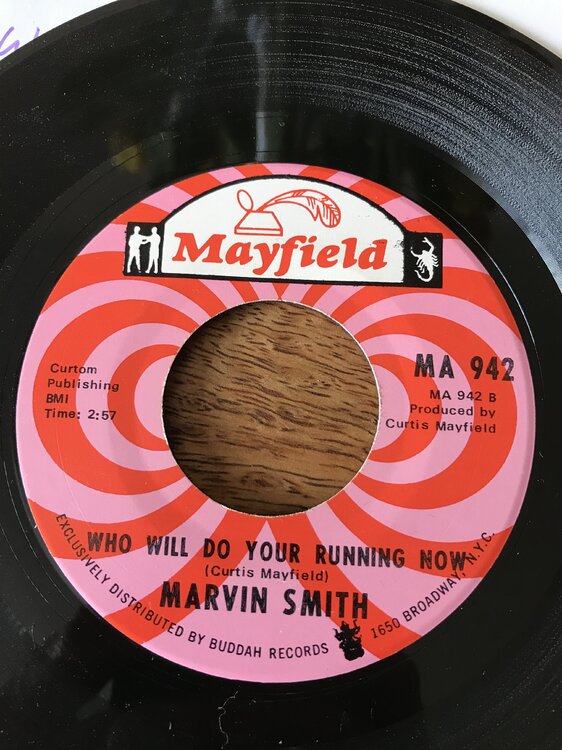 Mayfield
MA 942
MA 942 B
Produced by
Curtis Mayfield
Curtom
Publishing
BMI
Time: 2:57
WHO WILL DO YOUR RUNNING NOW
(Curtis Mayfield)
MARVIN SMITH
EXCLUSIVELY DISTRIBUTED BY BUDDAH RECORDS 1650 BROADWAY, N.Y.C.